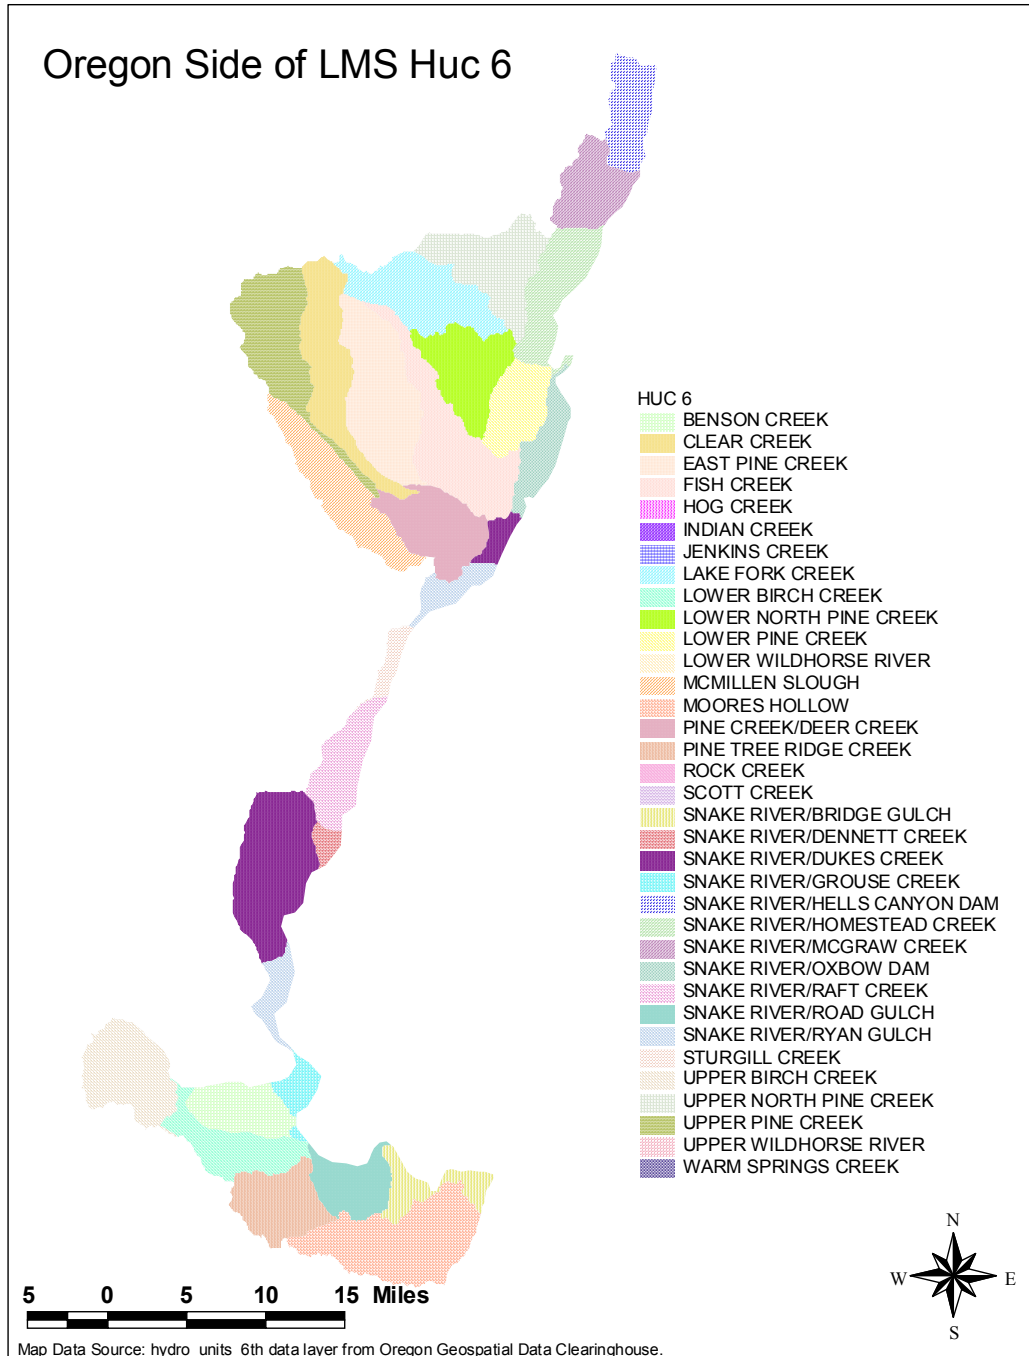 Oregon Side of LMS Huc 6
HUC 6
BENSON CREEK
CLEAR CREEK
EAST PINE CREEK
FISH CREEK
HOG CREEK
INDIAN CREEK
JENKINS CREEK
LAKE FORK CREEK
LOWER BIRCH CREEK
LOWER NORTH PINE CREEK
LOWER PINE CREEK
LOWER WILDHORSE RIVER
MCMILLEN SLOUGH
MOORES HOLLOW
PINE CREEK/DEER CREEK
PINE TREE RIDGE CREEK
ROCK CREEK
SCOTT CREEK
SNAKE RIVER/BRIDGE GULCH
SNAKE RIVER/DENNETT CREEK
SNAKE RIVER/DUKES CREEK
SNAKE RIVER/GROUSE CREEK
SNAKE RIVER/HELLS CANYON DAM
SNAKE RIVER/HOMESTEAD CREEK
SNAKE RIVER/MCGRAW CREEK
SNAKE RIVER/OXBOW DAM
SNAKE RIVER/RAFT CREEK
SNAKE RIVER/ROAD GULCH
SNAKE RIVER/RYAN GULCH
STURGILL CREEK
UPPER BIRCH CREEK
UPPER NORTH PINE CREEK
UPPER PINE CREEK
UPPER WILDHORSE RIVER
WARM SPRINGS CREEK
N
W E
S
5 0 5 10 15 Miles
Map Data Source: hydro_units_6th data layer from Oregon Geospatial Data Clearinghouse.